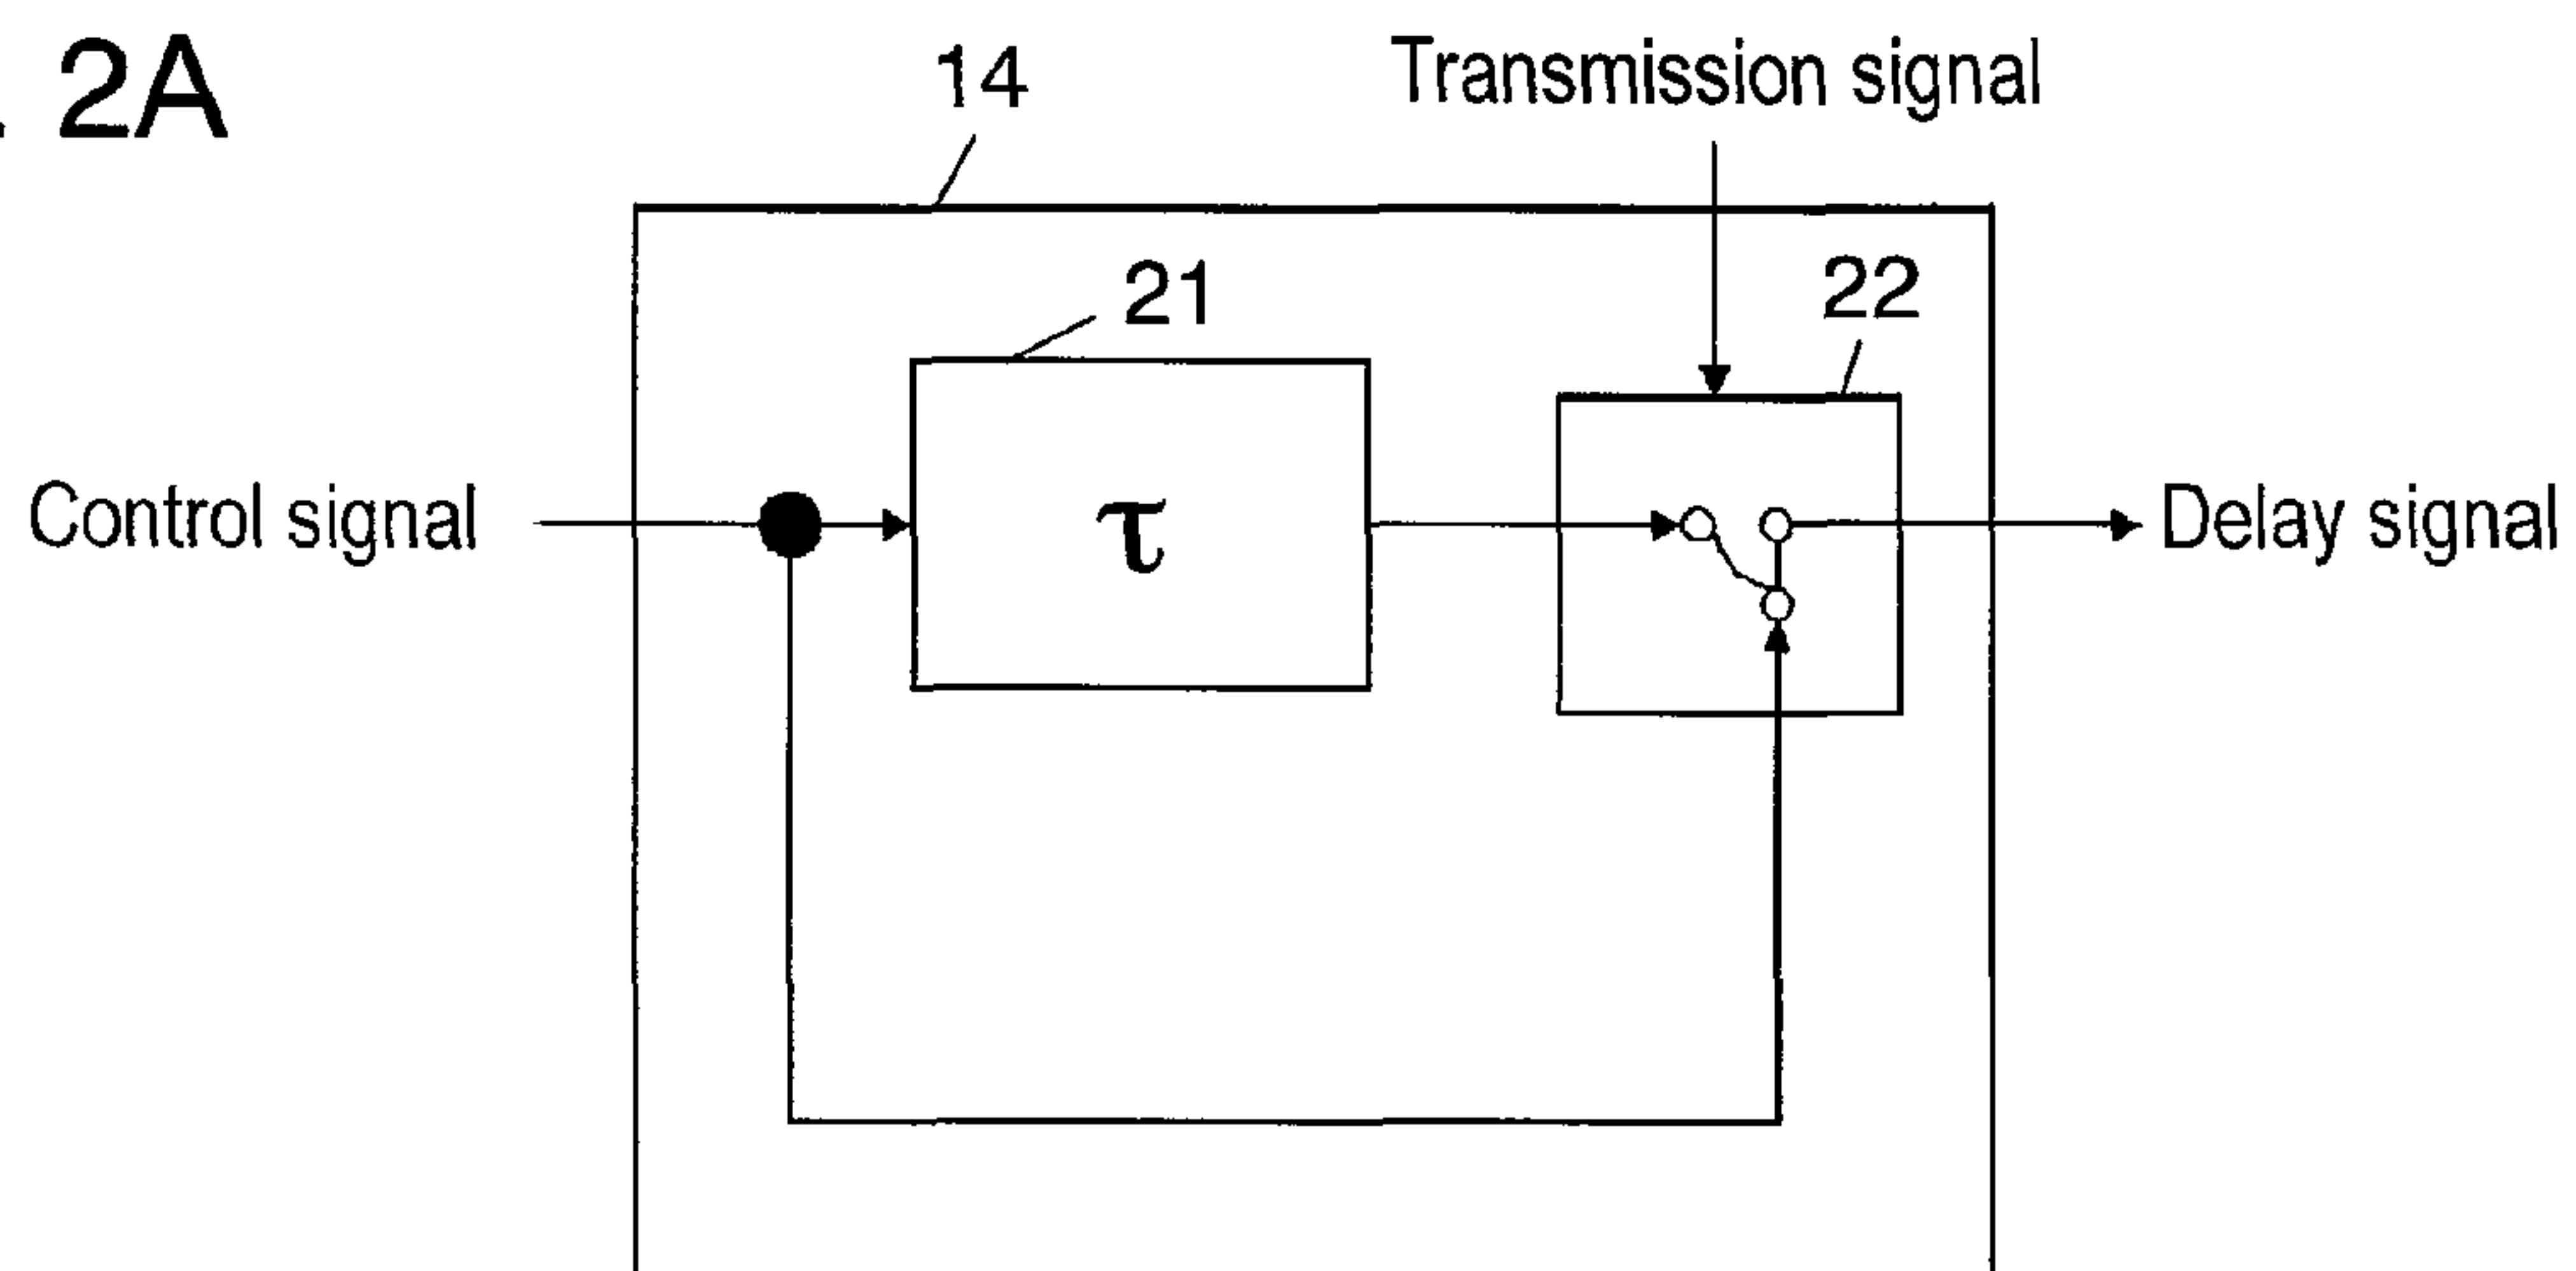 . 2A
14
Transmission signal
21
22
Control signal
τ
Delay signal